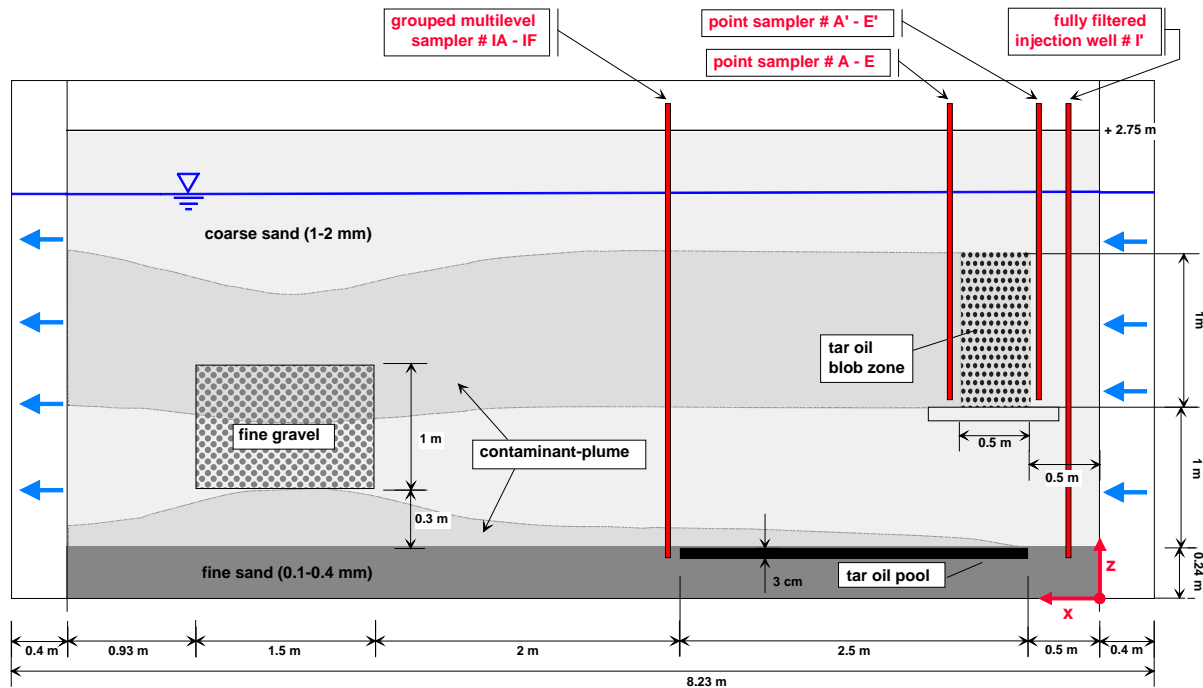 grouped multilevel
sampler # IA - IF
point sampler # A' - E'
fully filtered
injection well # I'
point sampler # A - E
+ 2.75 m
coarse sand (1-2 mm)
1m
tar oil
blob zone
fine gravel
1 m
contaminant-plume
0.5 m
0.5 m
1 m
0.3 m
fine sand (0.1-0.4 mm)
3 cm
tar oil pool
z
x
0.24 m
0.4 m
0.93 m
1.5 m
2 m
2.5 m
0.5 m
0.4 m
8.23 m